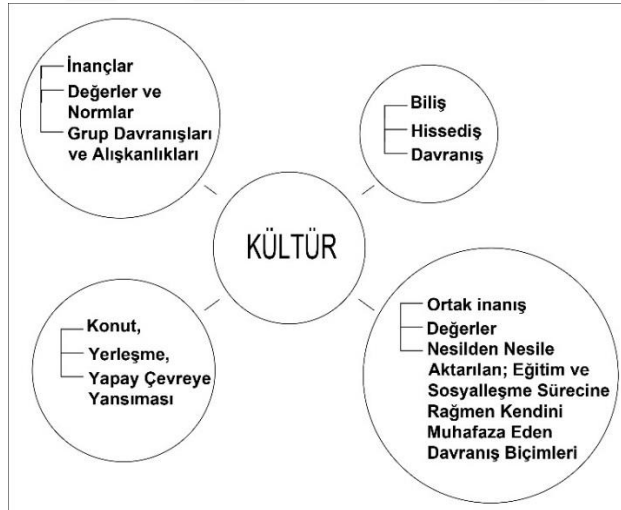 İnançlar
Değerler ve
Normlar
Grup Davranışları
ve Alışkanlıkları
Biliş
Hissediş
Davranış
KÜLTÜR
Konut,
Yerleşme,
Yapay Çevreye
Yansıması
Ortak inanış
Değerler
Nesilden Nesile
Aktarılan; Eğitim ve
Sosyalleşme Sürecine
Rağmen Kendini
Muhafaza Eden
Davranış Biçimleri